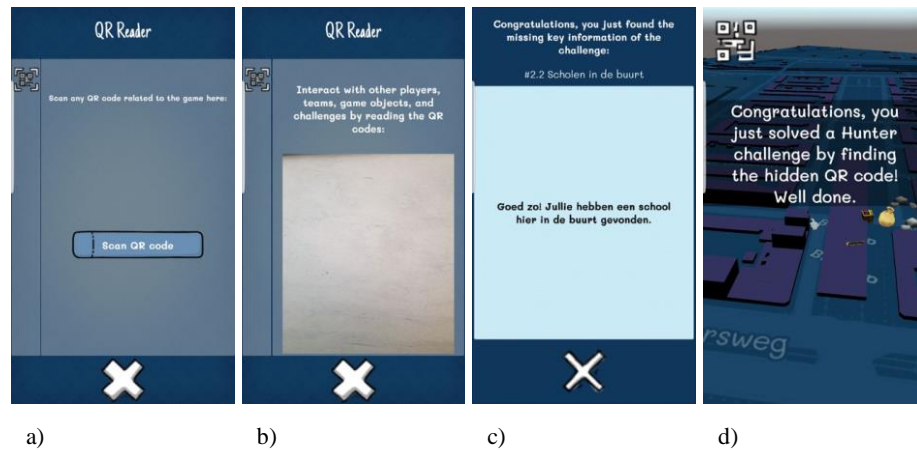 QR Reader
Scan any QR code related to the game here:
Scan QR code
QR Reader
Interact with other players,
teams, game objects, and
challenges by reading the QR
codes:
Congratulations, you just found the
missing key information of the
challenge:
#2.2 Scholen in de buurt
Goed zo! Jullie hebben een school
hier in de buurt gevonden.
Congratulations, you
just solved a Hunter
challenge by finding
the hidden QR code!
Well done.
rsweg
a)
b)
c)
d)